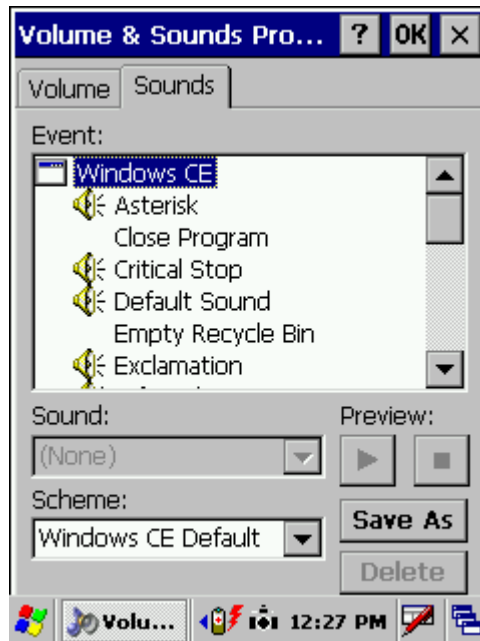 Volume & Sounds Pro... ? OK ×
Volume Sounds
Event:
Windows CE
Asterisk
Close Program
Critical Stop
Default Sound
Empty Recycle Bin
Exclamation
Sound: Preview:
(None)
Scheme:
Save As
Windows CE Default
Delete
Volu... 12:27 PM